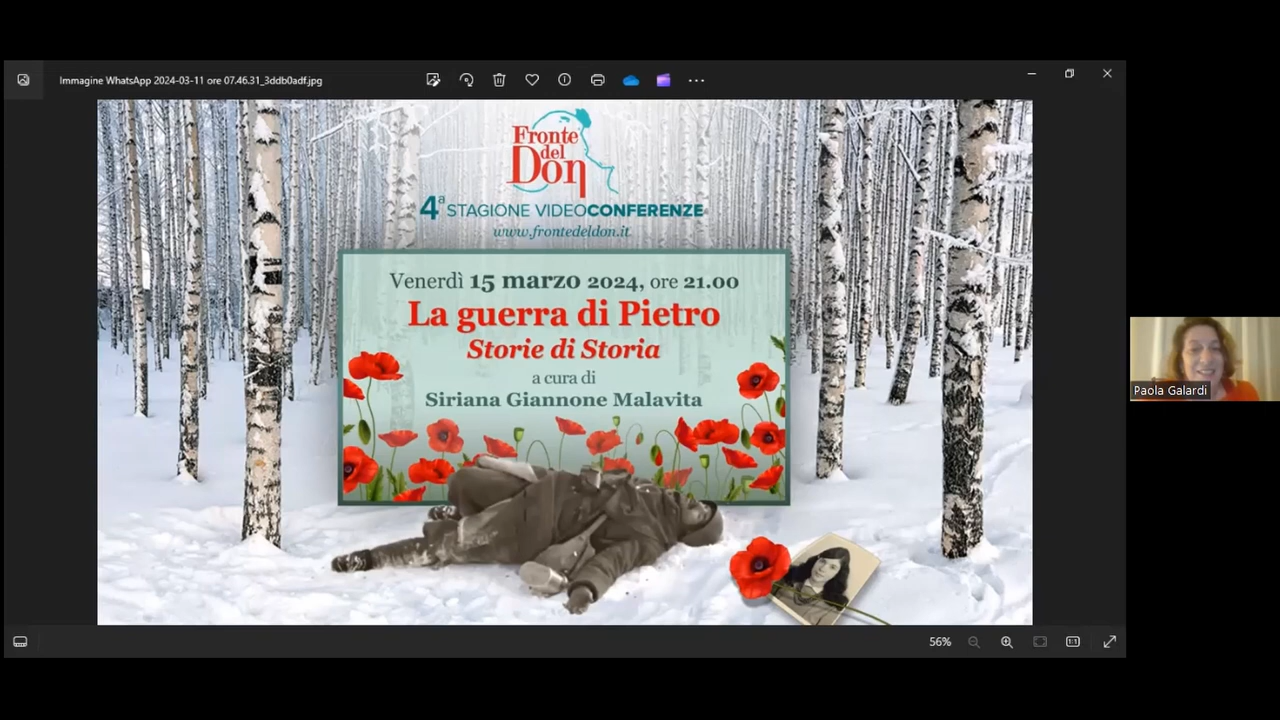 Immagine WhatsApp 2024-03-11 ore 07.46.31_3ddb0adf.jpg
Fronte
del
Don
4a STAGIONE VIDEOCONFERENZE
www.frontedeldon.it
Venerdì 15 marzo 2024, ore 21.00
La guerra di Pietro
Storie di Storia
a cura di
Siriana Giannone Malavita
Paola Galardi
56%
1:1